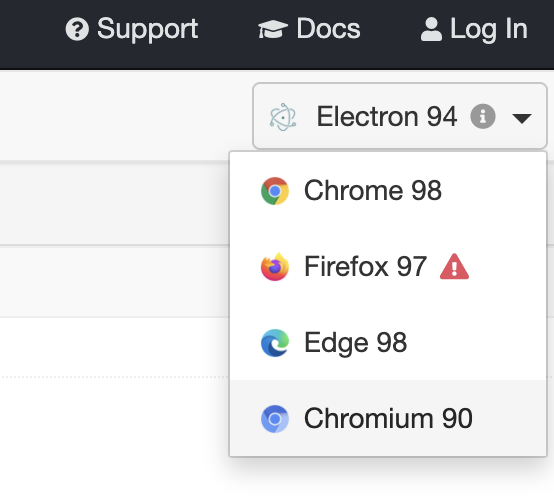 Support Docs Log In
Electron 94
Chrome 98
Firefox 97
Edge 98
Chromium 90